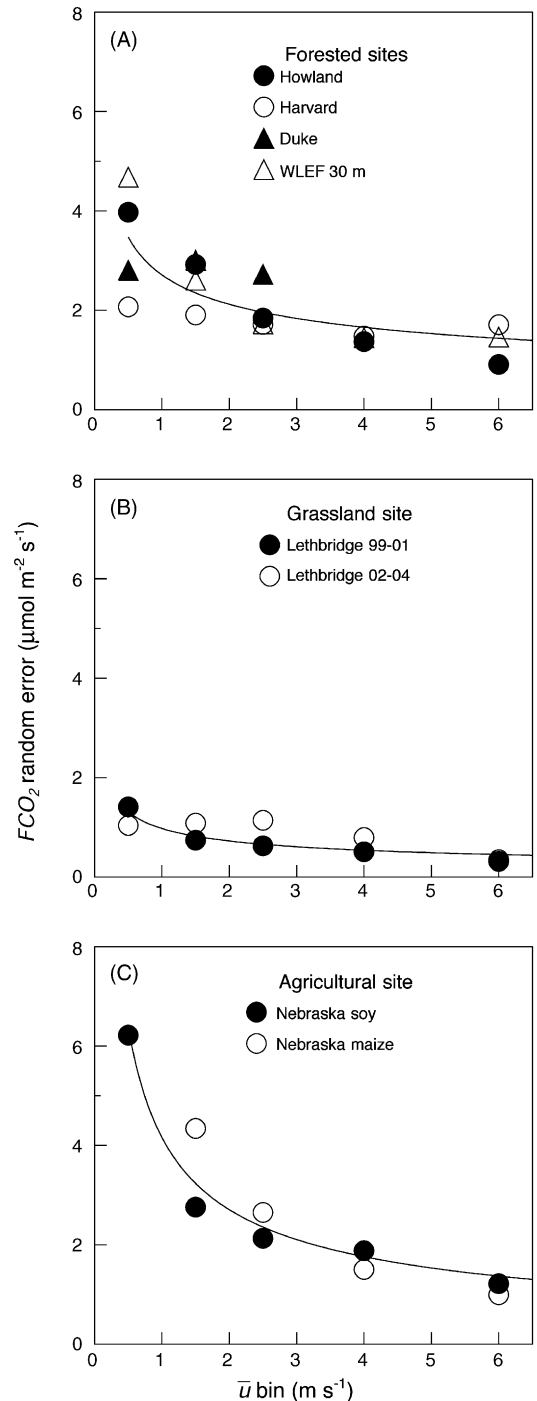 8
(A)
Forested sites
Howland
Harvard
6
Duke
WLEF 30 m
4
2
0
0 1 2 3 4 5 6
8
(B)
Grassland site
Lethbridge 99-01
Lethbridge 02-04
6
4
2
0
0 1 2 3 4 5 6
FCO₂ random error (µmol m⁻² s⁻¹)
8
(C)
Agricultural site
Nebraska soy
Nebraska maize
6
4
2
0
0 1 2 3 4 5 6
u̅ bin (m s⁻¹)